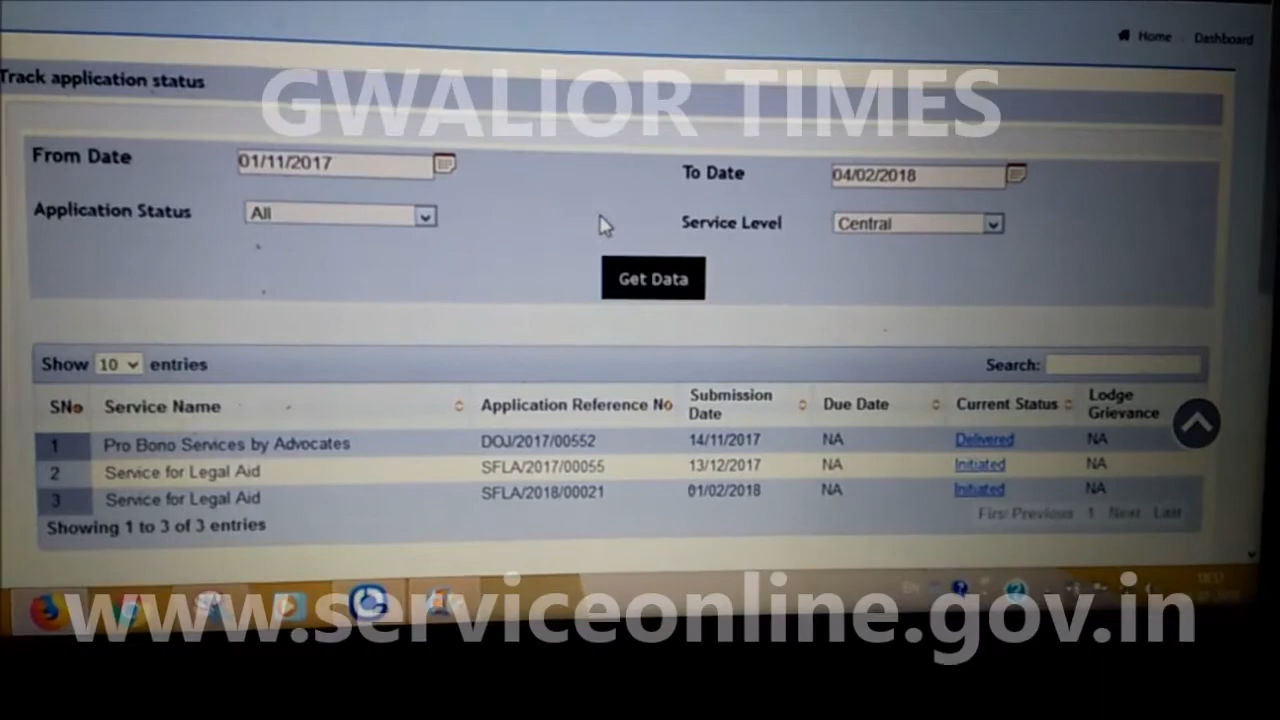 Home Dashboard
Track application status
GWALIOR TIMES
From Date 01/11/2017 To Date 04/02/2018
Application Status All Service Level Central
Get Data
Show 10 entries Search:
SNo Service Name Application Reference No Submission Date Due Date Current Status Lodge Grievance
1 Pro Bono Services by Advocates DOJ/2017/00552 14/11/2017 NA Delivered NA
2 Service for Legal Aid SFLA/2017/00055 13/12/2017 NA Initiated NA
3 Service for Legal Aid SFLA/2018/00021 01/02/2018 NA Initiated NA
Showing 1 to 3 of 3 entries First Previous 1 Next Last
EN
www.serviceonline.gov.in